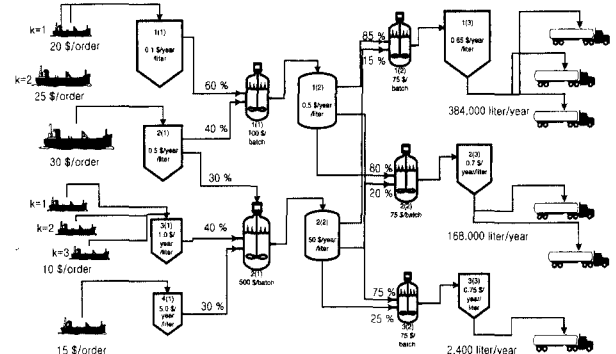 k=1
20 $/order
k=2
25 $/order
30 $/order
k=1
k=2
k=3
10 $/order
15 $/order
1(1)
0.1 $/year
/liter
2(1)
0.5 $/year
/liter
3(1)
1.0 $/
year
/liter
4(1)
5.0 $/
year
/liter
60 %
40 %
30 %
40 %
30 %
1(1)
100 $/
batch
2(1)
500 $/batch
1(2)
0.5 $/year
/liter
2(2)
50 $/year
/liter
85 %
15 %
1(2)
75 $/
batch
80 %
20 %
2(2)
75 $/batch
75 %
25 %
3(2)
75 $/
batch
1(3)
0.65 $/year
/liter
2(3)
0.7 $/
year/liter
3(3)
0.75 $/
year/
liter
384,000 liter/year
168,000 liter/year
2,400 liter/year